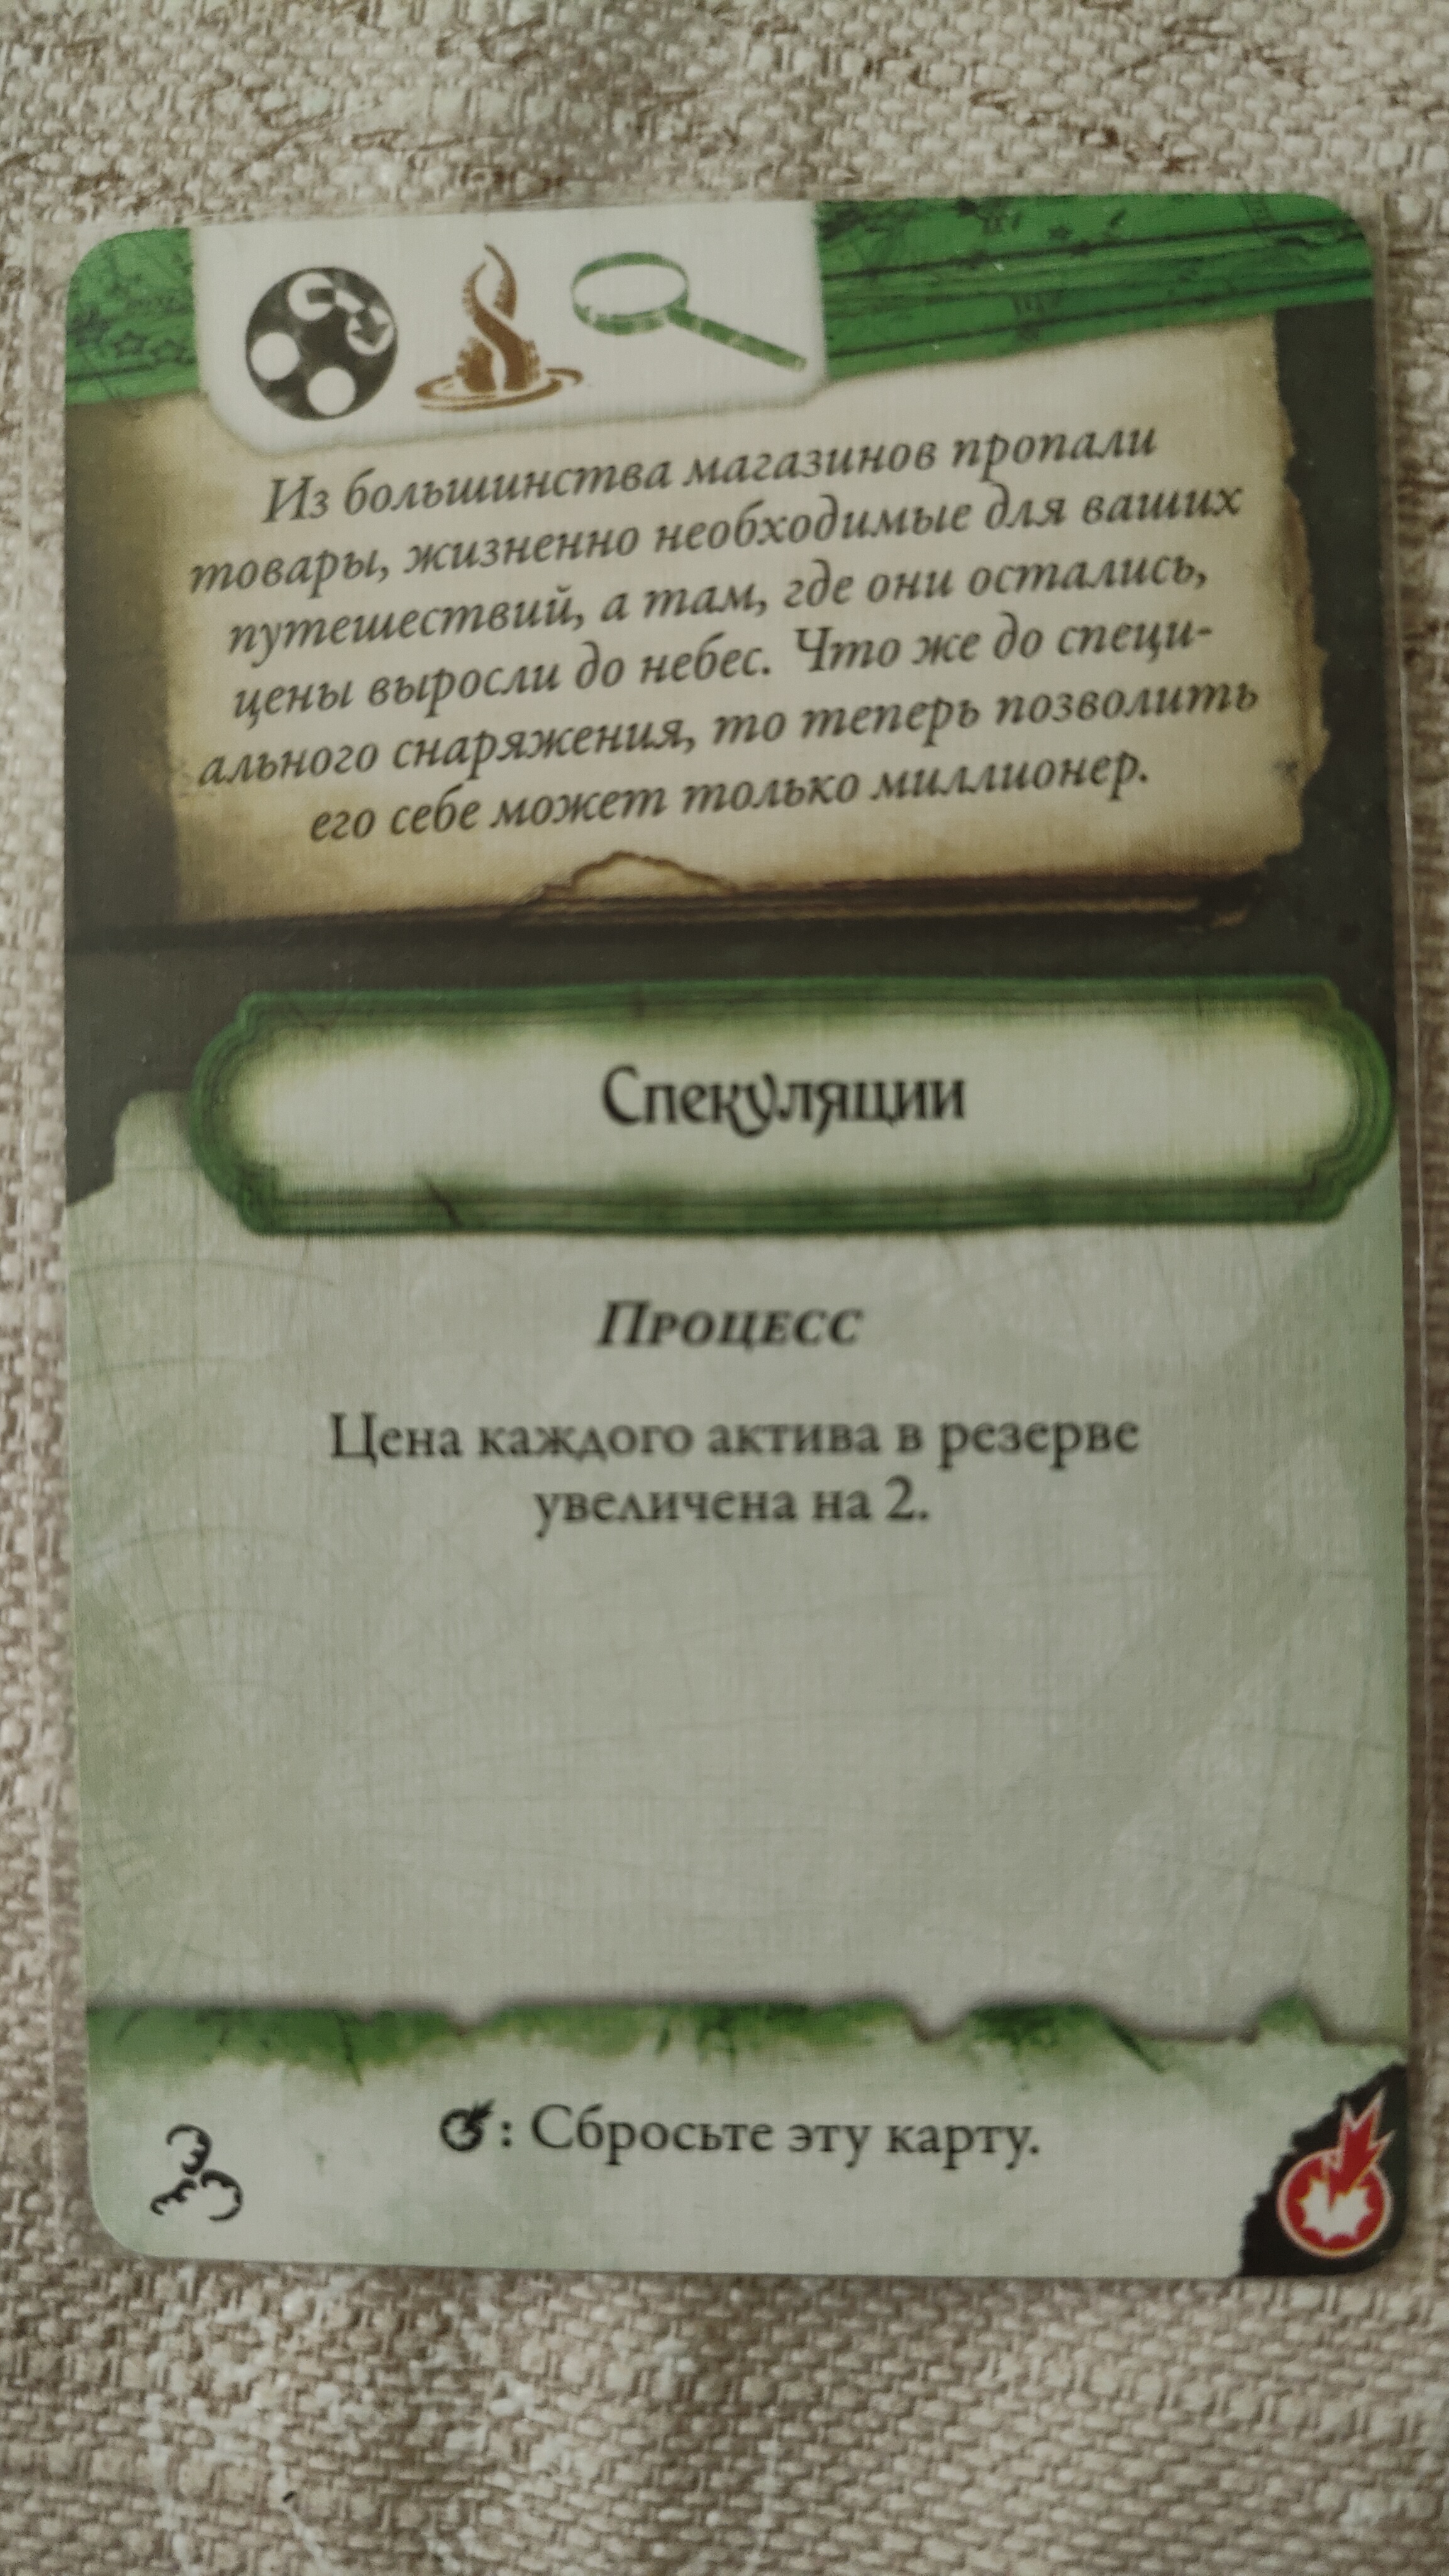 Из большинства магазинов пропали
товары, жизненно необходимые для ваших
путешествий, а там, где они остались,
цены выросли до небес. Что же до специ-
ального снаряжения, то теперь позволить
его себе может только миллионер.
Спекуляции
Процесс
Цена каждого актива в резерве
увеличена на 2.
: Сбросьте эту карту.